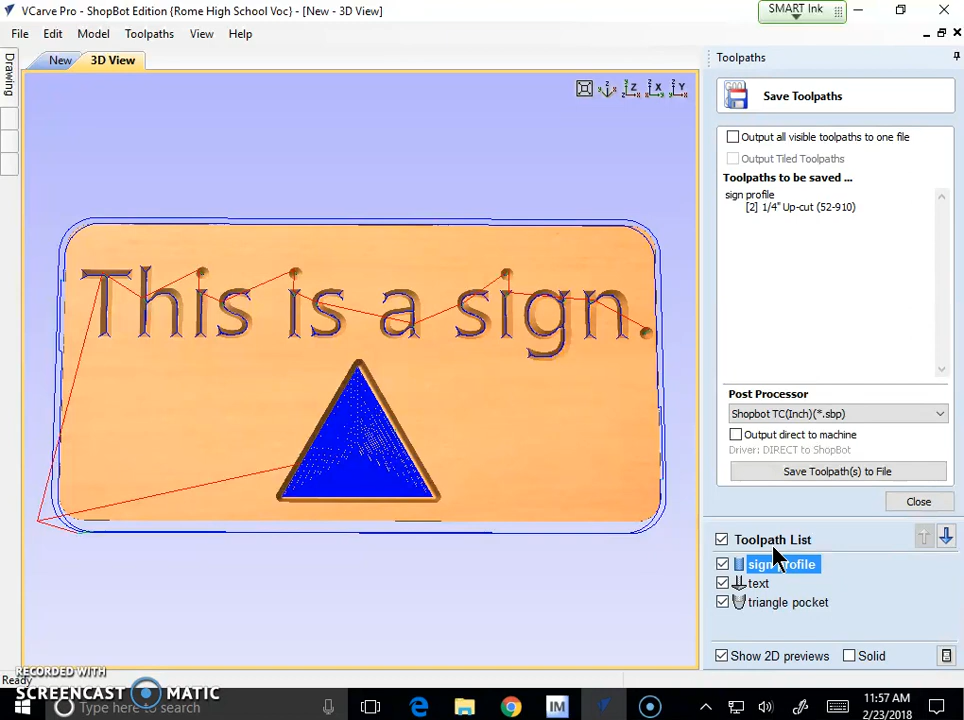 VCarve Pro - ShopBot Edition {Rome High School Voc} - [New - 3D View]
SMART Ink
File Edit Model Toolpaths View Help
New 3D View
Drawing
Toolpaths
Save Toolpaths
Output all visible toolpaths to one file
Output Tiled Toolpaths
Toolpaths to be saved ...
sign profile
[2] 1/4" Up-cut (52-910)
Z X Y
This is a sign.
Post Processor
Shopbot TC(Inch)(*.sbp)
Output direct to machine
Driver: DIRECT to ShopBot
Save Toolpath(s) to File
Close
Toolpath List
sign profile
text
triangle pocket
Show 2D previews Solid
Ready
RECORDED WITH
SCREENCAST MATIC
Type here to search
IM
11:57 AM
2/23/2018